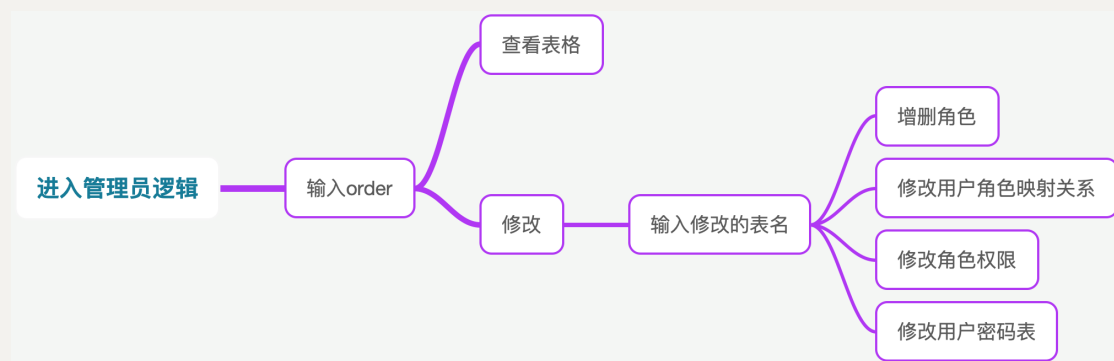 查看表格
增删角色
进入管理员逻辑
输入order
修改用户角色映射关系
修改
输入修改的表名
修改角色权限
修改用户密码表